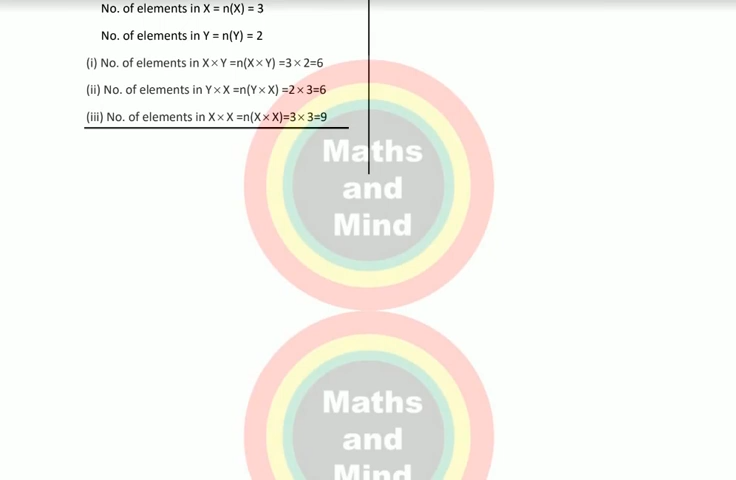 No. of elements in X = n(X) = 3
No. of elements in Y = n(Y) = 2
(i) No. of elements in X×Y =n(X×Y) =3×2=6
(ii) No. of elements in Y×X =n(Y×X) =2×3=6
(iii) No. of elements in X×X =n(X×X)=3×3=9
Maths
and
Mind
Maths
and
Mind